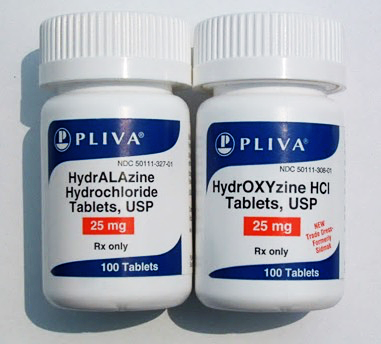 PLIVA®
NDC 50111-327-01
HydrALAzine
Hydrochloride
Tablets, USP
25 mg
Rx only
100 Tablets
PLIVA®
NDC 50111-308-01
HydrOXYzine HCl
Tablets, USP
25 mg
Rx only
NEW
Trade Dress-
Formerly
Sidmak
100 Tablets